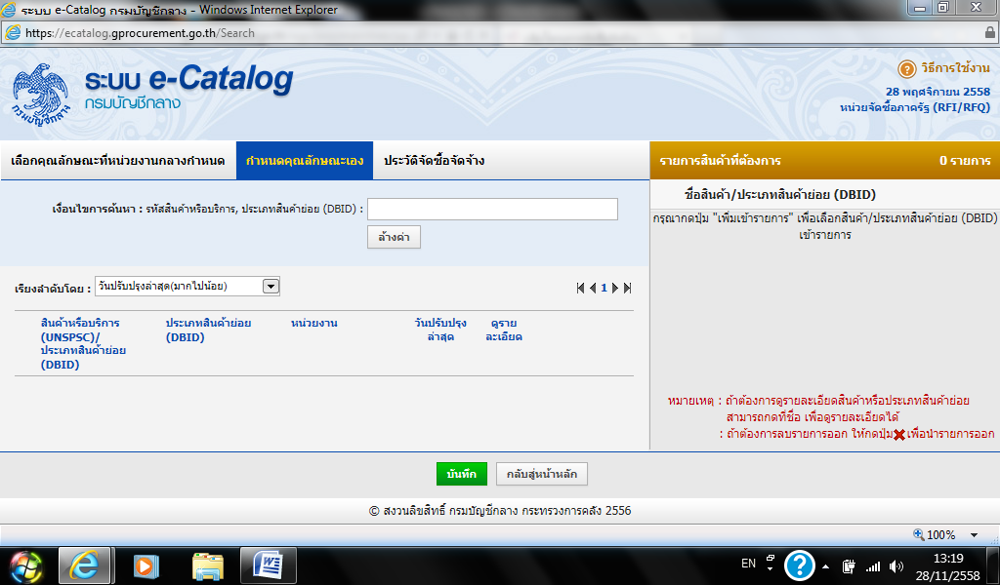 ระบบ e-Catalog กรมบัญชีกลาง - Windows Internet Explorer
https://ecatalog.gprocurement.go.th/Search
ระบบ e-Catalog
กรมบัญชีกลาง
กรมบัญชีกลาง
วิธีการใช้งาน
28 พฤศจิกายน 2558
หน่วยจัดซื้อภาครัฐ (RFI/RFQ)
เลือกคุณลักษณะที่หน่วยงานกลางกำหนด
กำหนดคุณลักษณะเอง
ประวัติจัดซื้อจัดจ้าง
รายการสินค้าที่ต้องการ
0 รายการ
เงื่อนไขการค้นหา : รหัสสินค้าหรือบริการ, ประเภทสินค้าย่อย (DBID) :
ล้างค่า
ชื่อสินค้า/ประเภทสินค้าย่อย (DBID)
กรุณากดปุ่ม "เพิ่มเข้ารายการ" เพื่อเลือกสินค้า/ประเภทสินค้าย่อย (DBID)
เข้ารายการ
เรียงลำดับโดย :
วันปรับปรุงล่าสุด(มากไปน้อย)
1
สินค้าหรือบริการ
(UNSPSC)/
ประเภทสินค้าย่อย
(DBID)
ประเภทสินค้าย่อย
(DBID)
หน่วยงาน
วันปรับปรุง
ล่าสุด
ดูราย
ละเอียด
หมายเหตุ : ถ้าต้องการดูรายละเอียดสินค้าหรือประเภทสินค้าย่อย
สามารถกดที่ชื่อ เพื่อดูรายละเอียดได้
: ถ้าต้องการลบรายการออก ให้กดปุ่ม เพื่อนำรายการออก
บันทึก
กลับสู่หน้าหลัก
© สงวนลิขสิทธิ์ กรมบัญชีกลาง กระทรวงการคลัง 2556
100%
EN
13:19
28/11/2558